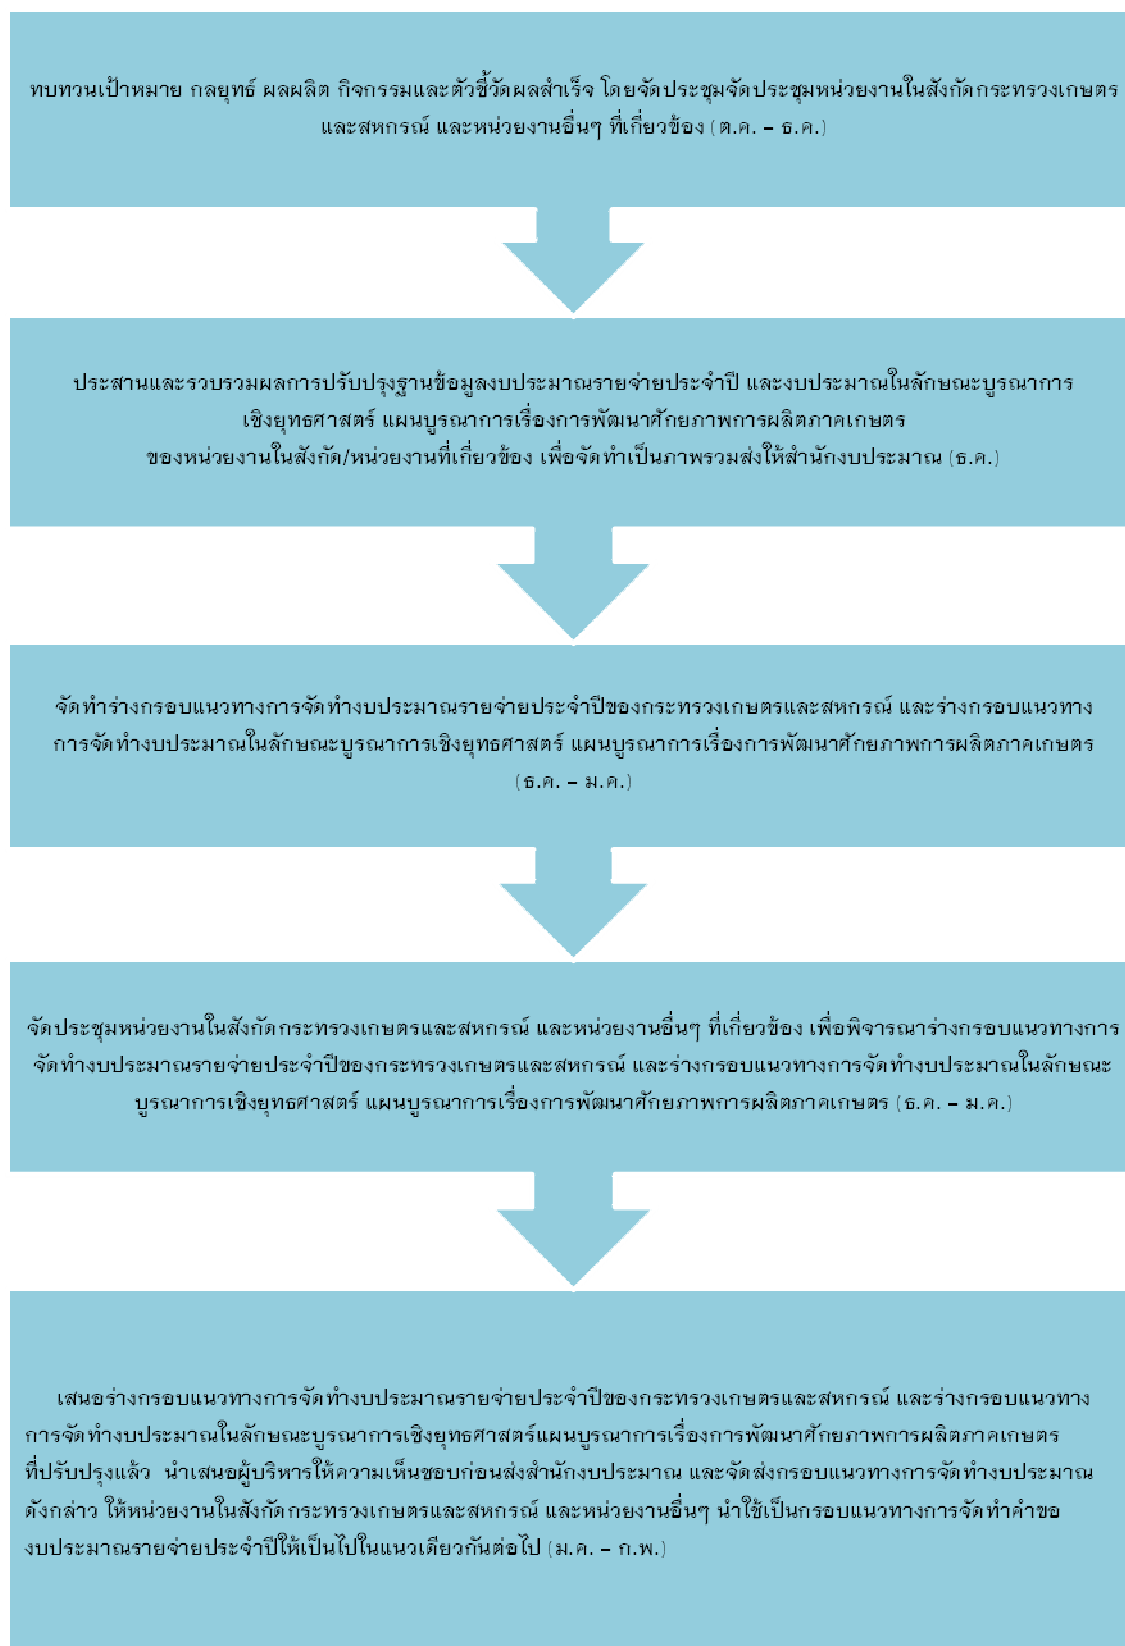 ทบทวนเป้าหมาย กลยุทธ์ ผลผลิต กิจกรรมและตัวชี้วัดผลสำเร็จ โดยจัดประชุมจัดประชุมหน่วยงานในสังกัดกระทรวงเกษตร
และสหกรณ์ และหน่วยงานอื่นๆ ที่เกี่ยวข้อง (ต.ค. – ธ.ค.)
ประสานและรวบรวมผลการปรับปรุงฐานข้อมูลงบประมาณรายจ่ายประจำปี และงบประมาณในลักษณะบูรณาการ
เชิงยุทธศาสตร์ แผนบูรณาการเรื่องการพัฒนาศักยภาพการผลิตภาคเกษตร
ของหน่วยงานในสังกัด/หน่วยงานที่เกี่ยวข้อง เพื่อจัดทำเป็นภาพรวมส่งให้สำนักงบประมาณ (ธ.ค.)
จัดทำร่างกรอบแนวทางการจัดทำงบประมาณรายจ่ายประจำปีของกระทรวงเกษตรและสหกรณ์ และร่างกรอบแนวทาง
การจัดทำงบประมาณในลักษณะบูรณาการเชิงยุทธศาสตร์ แผนบูรณาการเรื่องการพัฒนาศักยภาพการผลิตภาคเกษตร
(ธ.ค. – ม.ค.)
จัดประชุมหน่วยงานในสังกัดกระทรวงเกษตรและสหกรณ์ และหน่วยงานอื่นๆ ที่เกี่ยวข้อง เพื่อพิจารณาร่างกรอบแนวทางการ
จัดทำงบประมาณรายจ่ายประจำปีของกระทรวงเกษตรและสหกรณ์ และร่างกรอบแนวทางการจัดทำงบประมาณในลักษณะ
บูรณาการเชิงยุทธศาสตร์ แผนบูรณาการเรื่องการพัฒนาศักยภาพการผลิตภาคเกษตร (ธ.ค. – ม.ค.)
เสนอร่างกรอบแนวทางการจัดทำงบประมาณรายจ่ายประจำปีของกระทรวงเกษตรและสหกรณ์ และร่างกรอบแนวทาง
การจัดทำงบประมาณในลักษณะบูรณาการเชิงยุทธศาสตร์แผนบูรณาการเรื่องการพัฒนาศักยภาพการผลิตภาคเกษตร
ที่ปรับปรุงแล้ว นำเสนอผู้บริหารให้ความเห็นชอบก่อนส่งสำนักงบประมาณ และจัดส่งกรอบแนวทางการจัดทำงบประมาณ
ดังกล่าว ให้หน่วยงานในสังกัดกระทรวงเกษตรและสหกรณ์ และหน่วยงานอื่นๆ นำใช้เป็นกรอบแนวทางการจัดทำคำขอ
งบประมาณรายจ่ายประจำปีให้เป็นไปในแนวเดียวกันต่อไป (ม.ค. – ก.พ.)